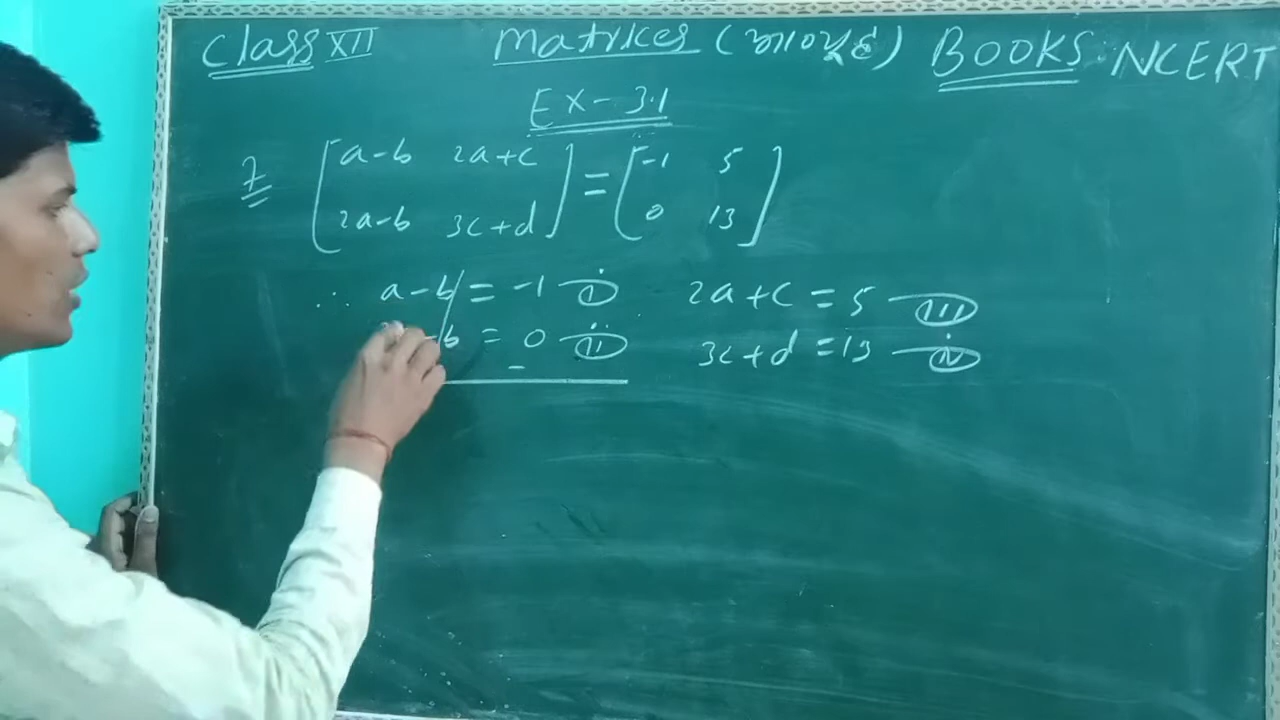 Class XII Matrices (आव्यूह) BOOKS. NCERT
EX-3.1
7 [a-b 2a+c] = [-1 5]
[2a-b 3c+d] [0 13]
∴ a-b = -1 — (i) 2a+c = 5 — (iii)
-b = 0 — (ii) 3c+d = 13 — (iv)
-